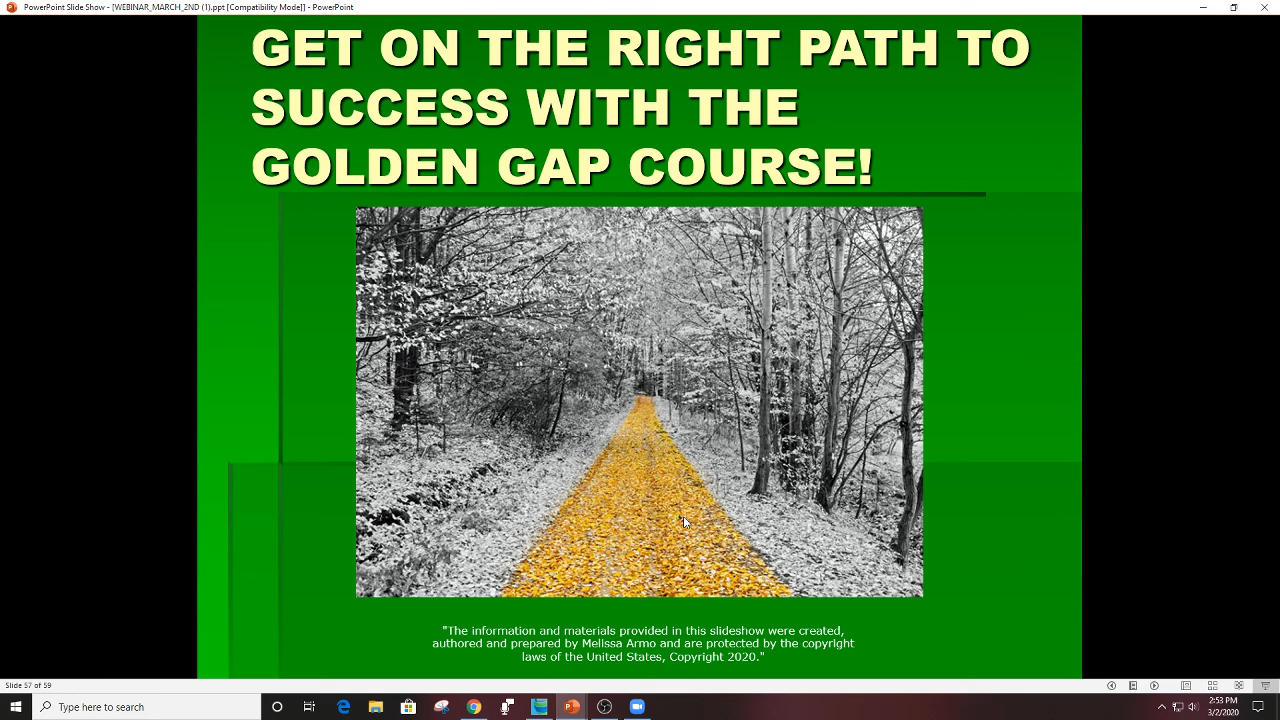 PowerPoint Slide Show - [WEBINAR_MARCH_2ND (1).ppt [Compatibility Mode]] - PowerPoint
GET ON THE RIGHT PATH TO
SUCCESS WITH THE
GOLDEN GAP COURSE!
"The information and materials provided in this slideshow were created,
authored and prepared by Melissa Armo and are protected by the copyright
laws of the United States, Copyright 2020."
Slide 57 of 59
Type here to search
2:53 PM
3/2/2020